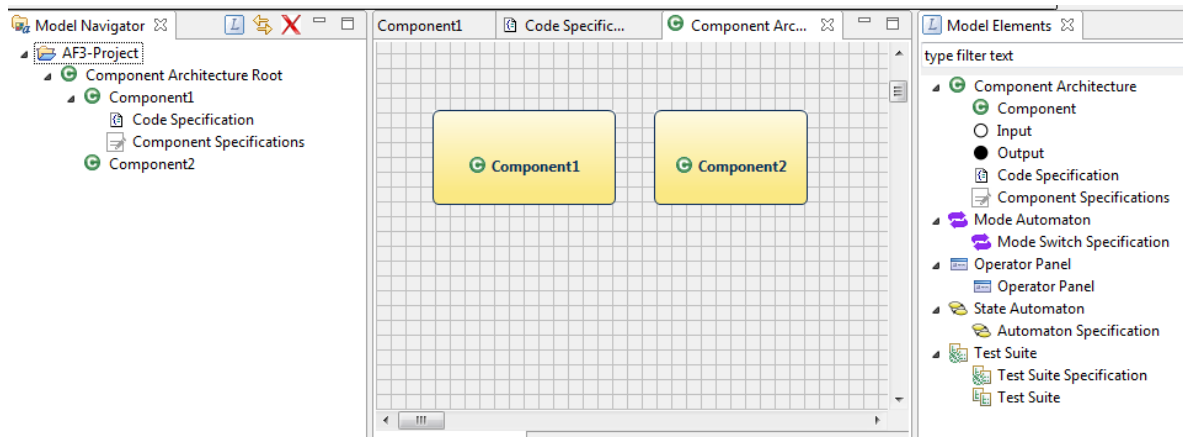 Model Navigator
AF3-Project
Component Architecture Root
Component1
Code Specification
Component Specifications
Component2
Component1
Code Specific...
Component Arc...
Component1
Component2
Model Elements
type filter text
Component Architecture
Component
Input
Output
Code Specification
Component Specifications
Mode Automaton
Mode Switch Specification
Operator Panel
Operator Panel
State Automaton
Automaton Specification
Test Suite
Test Suite Specification
Test Suite